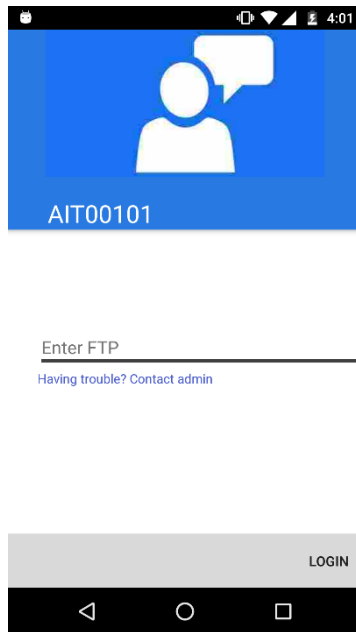 4:01
AIT00101
Enter FTP
Having trouble? Contact admin
LOGIN